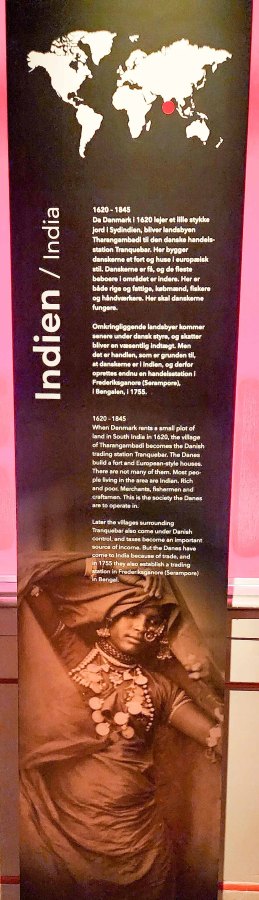 Indien / India
1620 - 1845
Da Danmark i 1620 lejer et lille stykke
jord i Sydindien, bliver landsbyen
Tharangambadi til den danske handels-
station Tranquebar. Her bygger
danskerne et fort og huse i europæisk
stil. Danskerne er få, og de fleste
beboere i området er indere. Her er
både rige og fattige, købmænd, fiskere
og håndværkere. Her skal danskerne
fungere.
Omkringliggende landsbyer kommer
senere under dansk styre, og skatter
bliver en væsentlig indtægt. Men
det er handlen, som er grunden til,
at danskerne er i Indien, og derfor
oprettes endnu en handelsstation i
Frederiksganore (Serampore),
i Bengalen, i 1755.
1620 - 1845
When Denmark rents a small plot of
land in South India in 1620, the village
of Tharangambadi becomes the Danish
trading station Tranquebar. The Danes
build a fort and European-style houses.
There are not many of them. Most peo-
ple living in the area are Indian. Rich
and poor. Merchants, fishermen and
craftsmen. This is the society the Danes
are to operate in.
Later the villages surrounding
Tranquebar also come under Danish
control, and taxes become an important
source of income. But the Danes have
come to India because of trade, and
in 1755 they also establish a trading
station in Frederiksganore (Serampore)
in Bengal.